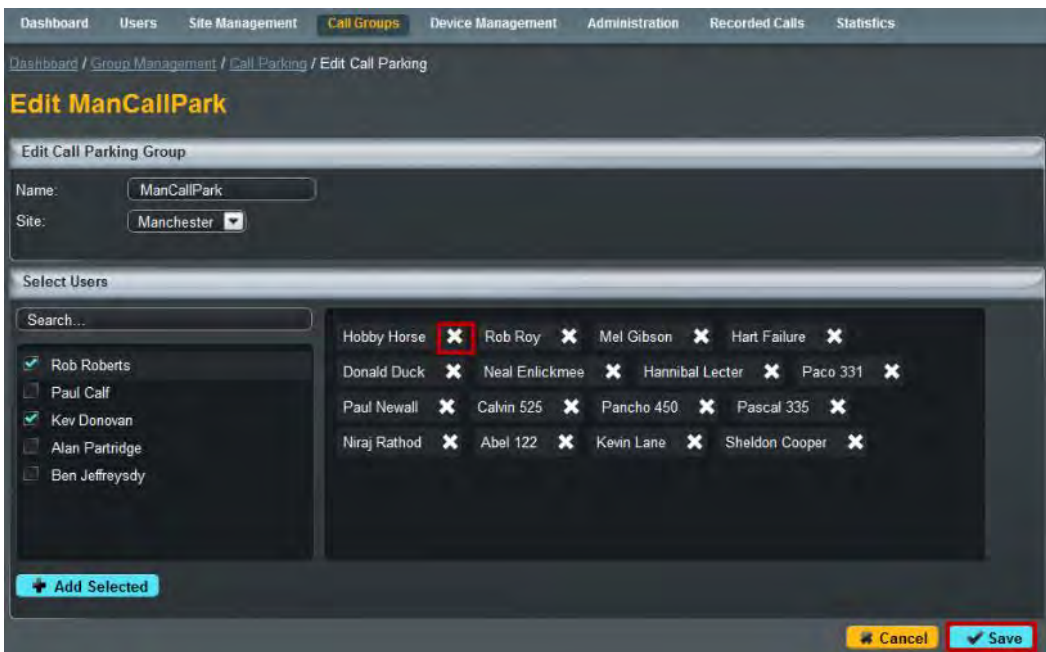 Dashboard Users Site Management Call Groups Device Management Administration Recorded Calls Statistics
Dashboard / Group Management / Call Parking / Edit Call Parking
Edit ManCallPark
Edit Call Parking Group
Name: ManCallPark
Site: Manchester
Select Users
Search...
Rob Roberts
Paul Calf
Kev Donovan
Alan Partridge
Ben Jeffreysdy
Hobby Horse Rob Roy Mel Gibson Hart Failure
Donald Duck Neal Enlickmee Hannibal Lecter Paco 331
Paul Newall Calvin 525 Pancho 450 Pascal 335
Niraj Rathod Abel 122 Kevin Lane Sheldon Cooper
Add Selected
Cancel Save